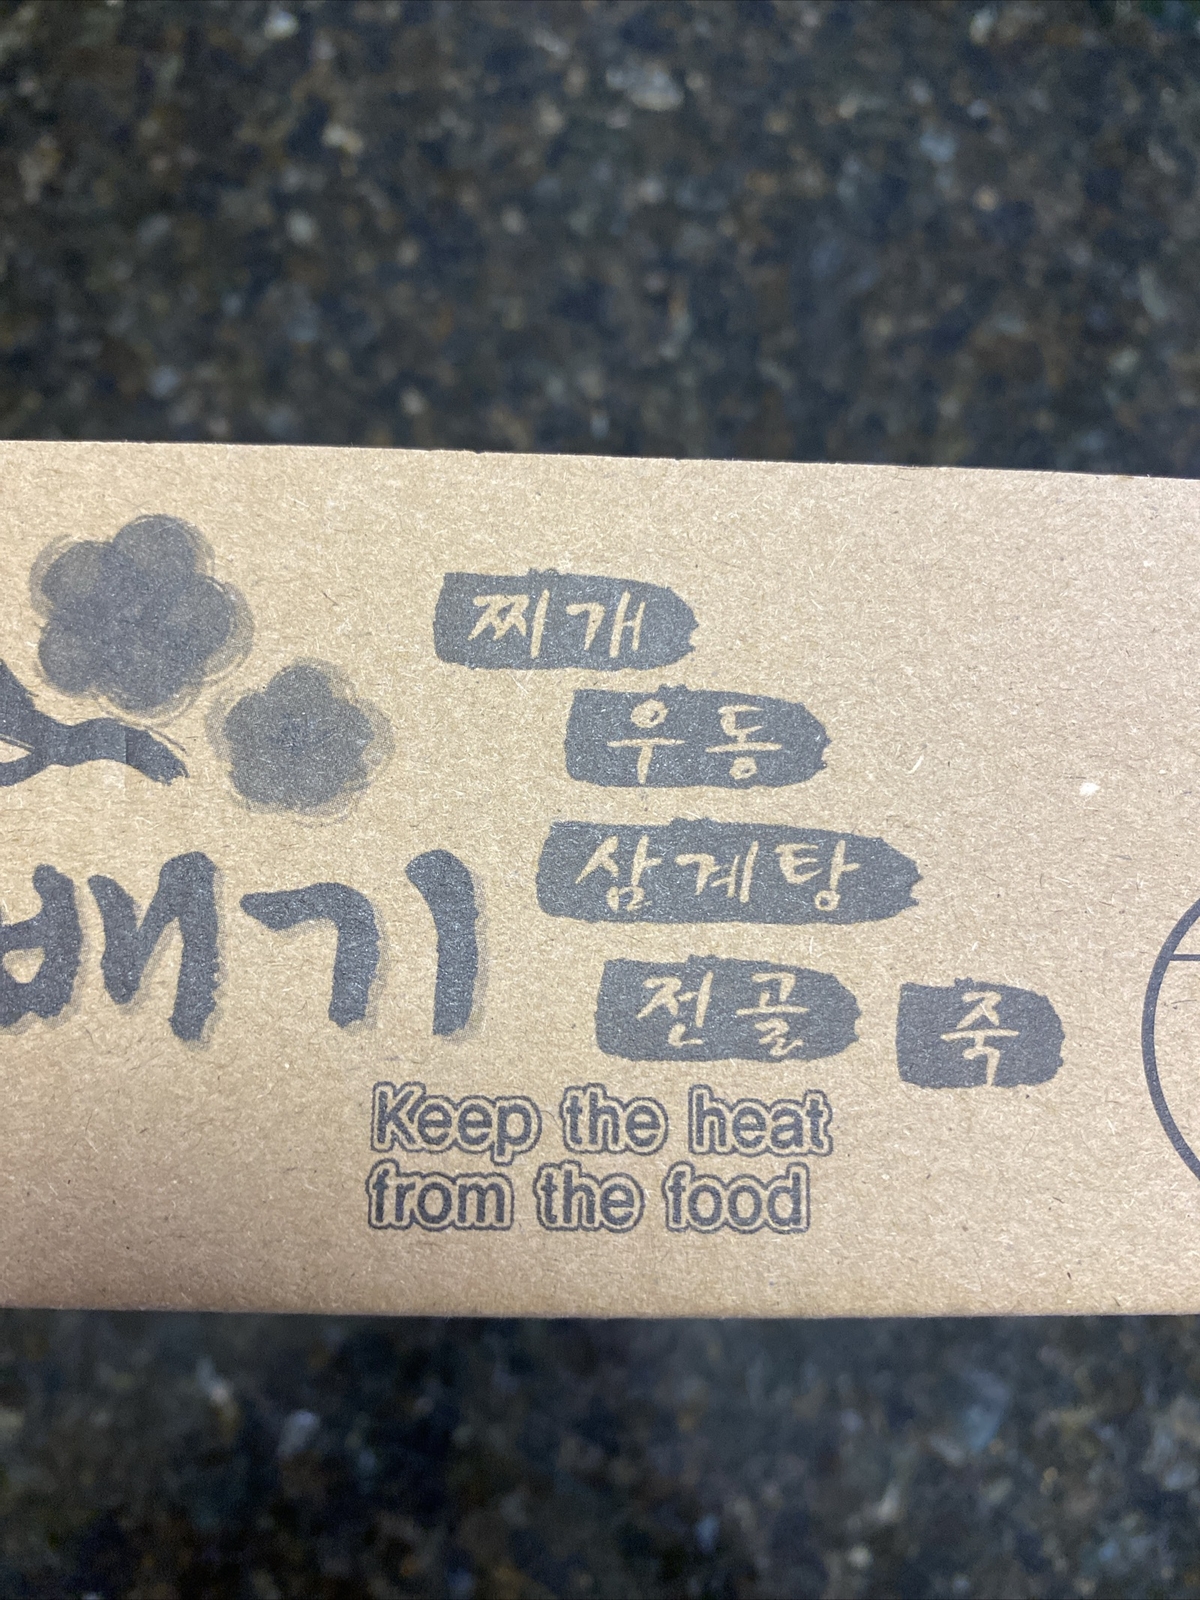 찌개
우동
삼계탕
배기
전골 죽
Keep the heat
from the food